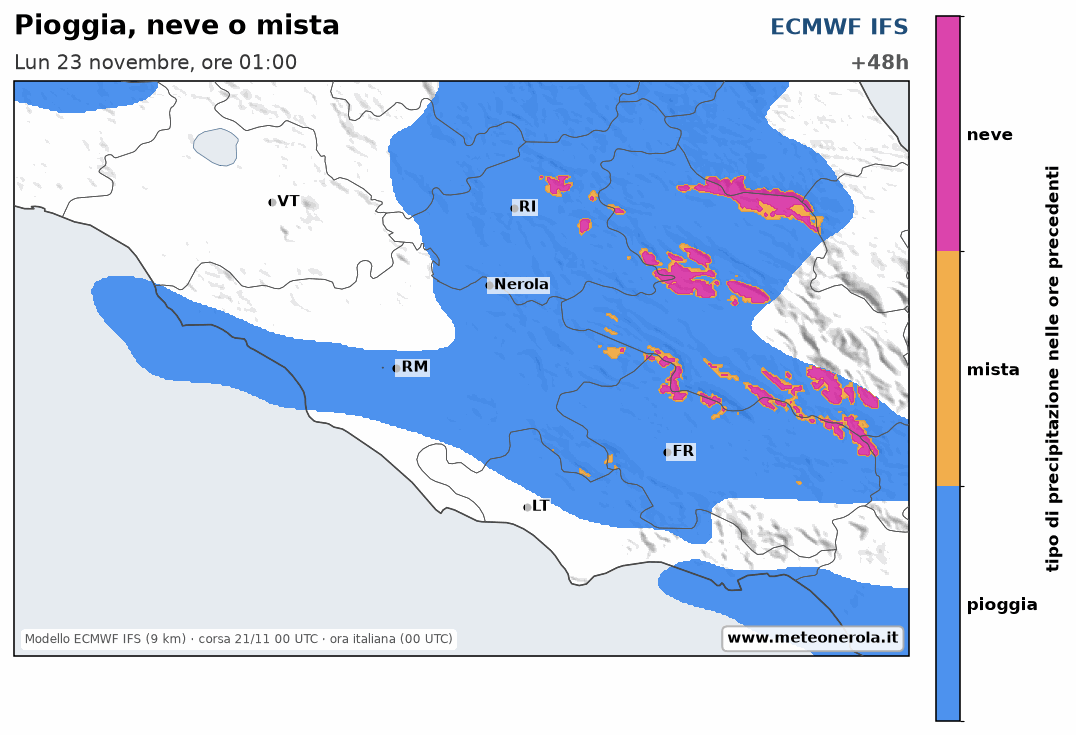 Pioggia, neve o mista
ECMWF IFS
Lun 23 novembre, ore 01:00
+48h
neve
VT
RI
Nerola
mista
RM
FR
LT
pioggia
tipo di precipitazione nelle ore precedenti
Modello ECMWF IFS (9 km) · corsa 21/11 00 UTC · ora italiana (00 UTC)
www.meteonerola.it